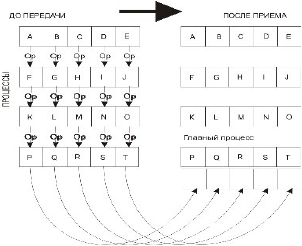 ДО ПЕРЕДАЧИ
ПОСЛЕ ПРИЕМА
A B C D E
A B C D E
Op Op Op Op Op
F G H I J
F G H I J
Op Op Op Op Op
K L M N O
K L M N O
Op Op Op Op Op
Главный процесс
P Q R S T
P Q R S T
ПРОЦЕССЫ